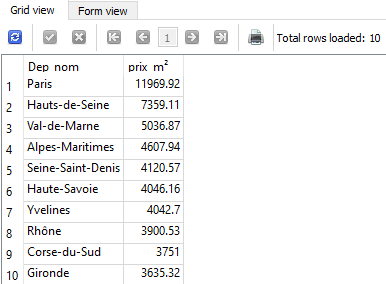 Grid view Form view
1 Total rows loaded: 10
Dep_nom prix_m²
1 Paris 11969.92
2 Hauts-de-Seine 7359.11
3 Val-de-Marne 5036.87
4 Alpes-Maritimes 4607.94
5 Seine-Saint-Denis 4120.57
6 Haute-Savoie 4046.16
7 Yvelines 4042.7
8 Rhône 3900.53
9 Corse-du-Sud 3751
10 Gironde 3635.32